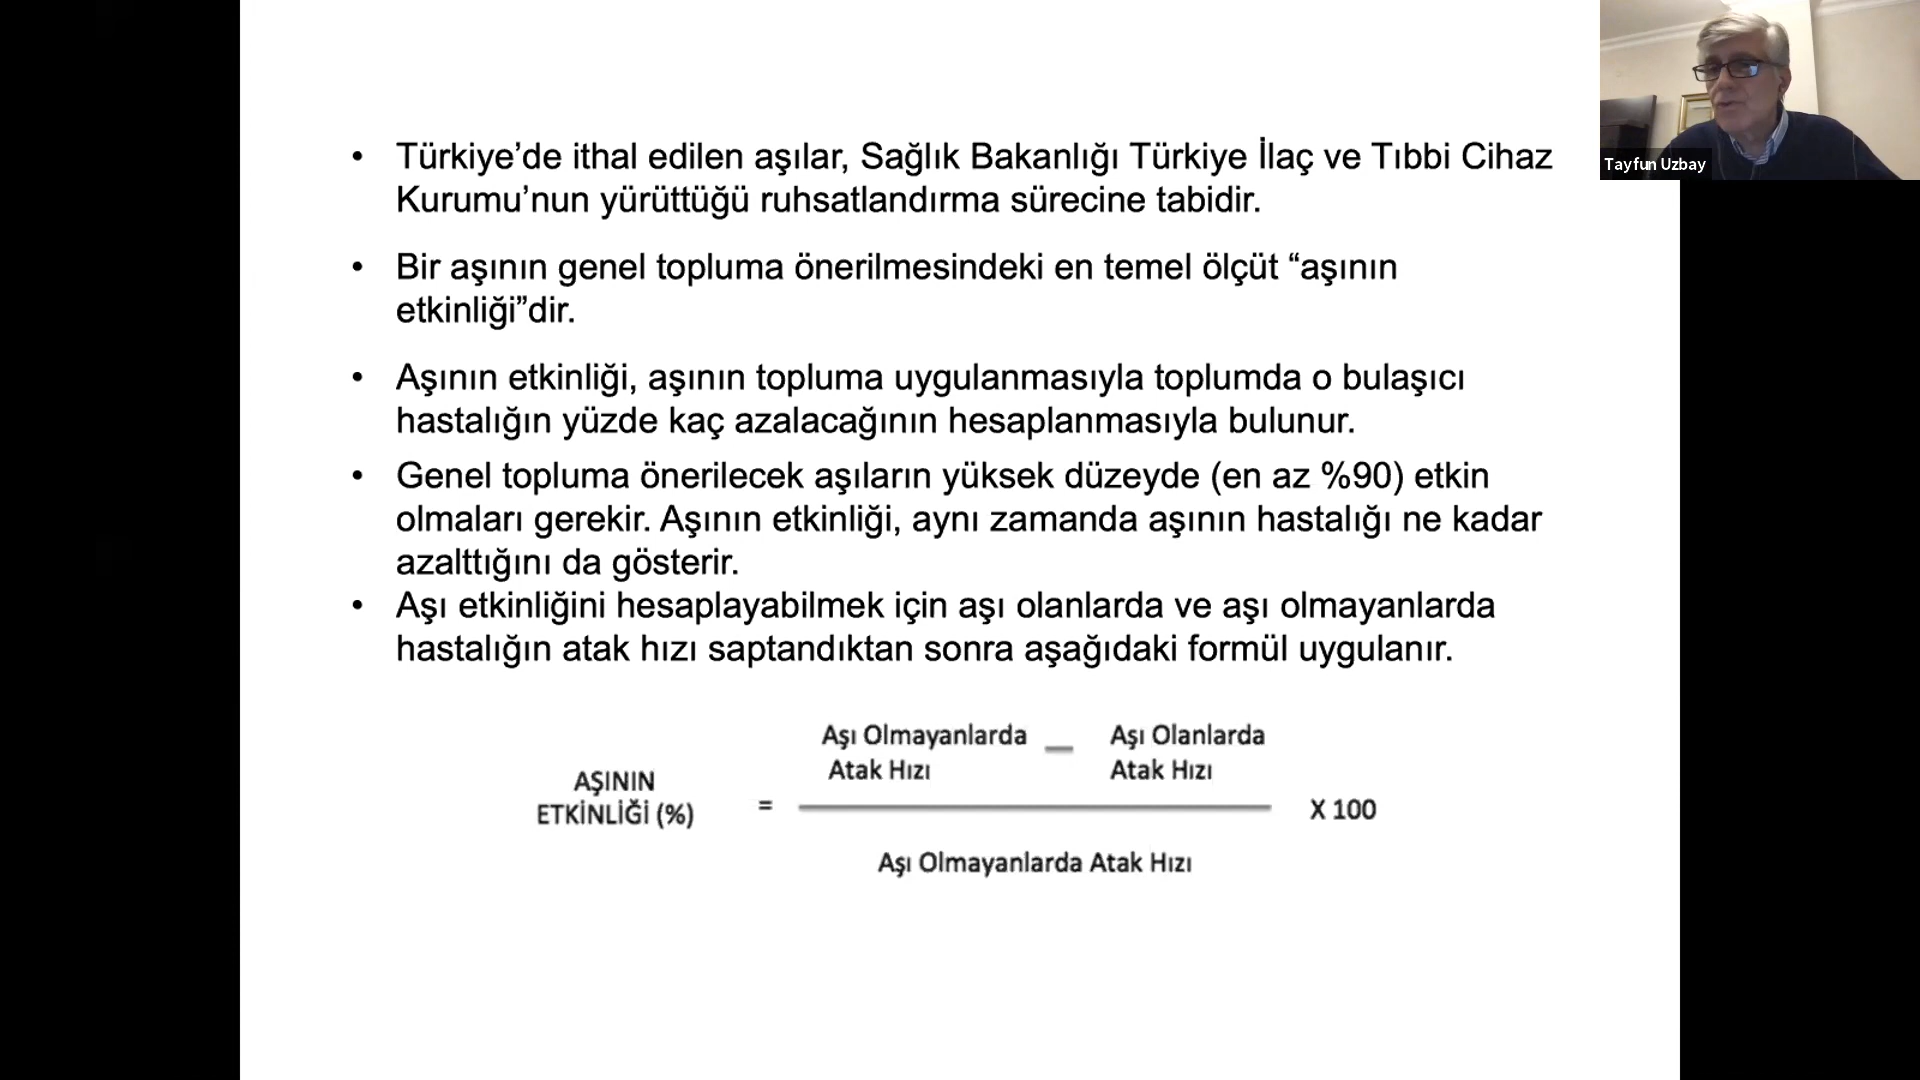 • Türkiye’de ithal edilen aşılar, Sağlık Bakanlığı Türkiye İlaç ve Tıbbi Cihaz
Kurumu’nun yürüttüğü ruhsatlandırma sürecine tabidir.
• Bir aşının genel topluma önerilmesindeki en temel ölçüt “aşının
etkinliği”dir.
• Aşının etkinliği, aşının topluma uygulanmasıyla toplumda o bulaşıcı
hastalığın yüzde kaç azalacağının hesaplanmasıyla bulunur.
• Genel topluma önerilecek aşıların yüksek düzeyde (en az %90) etkin
olmaları gerekir. Aşının etkinliği, aynı zamanda aşının hastalığı ne kadar
azalttığını da gösterir.
• Aşı etkinliğini hesaplayabilmek için aşı olanlarda ve aşı olmayanlarda
hastalığın atak hızı saptandıktan sonra aşağıdaki formül uygulanır.
AŞININ
ETKİNLİĞİ (%)
=
Aşı Olmayanlarda
Atak Hızı
—
Aşı Olanlarda
Atak Hızı
Aşı Olmayanlarda Atak Hızı
X 100
Tayfun Uzbay